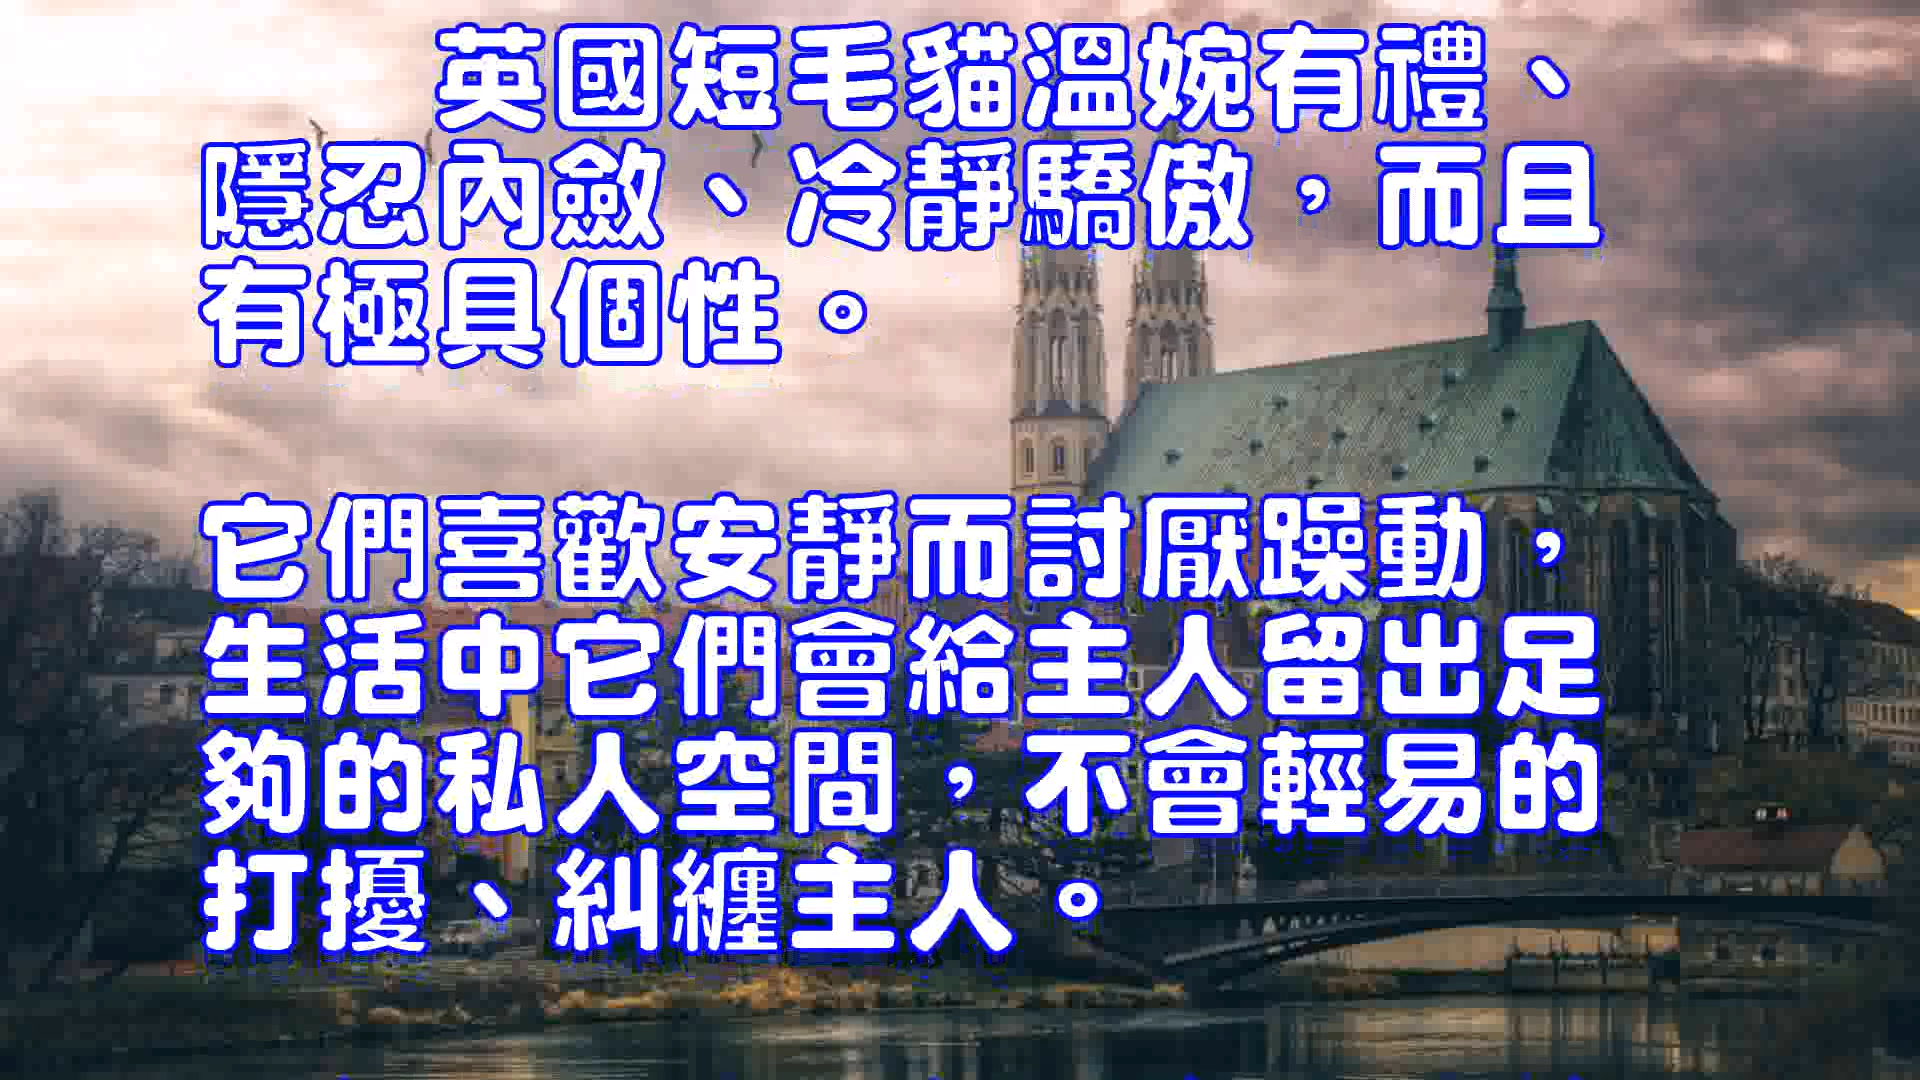 英國短毛貓溫婉有禮、
隱忍內斂、冷靜驕傲，而且
有極具個性。
它們喜歡安靜而討厭躁動，
生活中它們會給主人留出足
夠的私人空間，不會輕易的
打擾、糾纏主人。